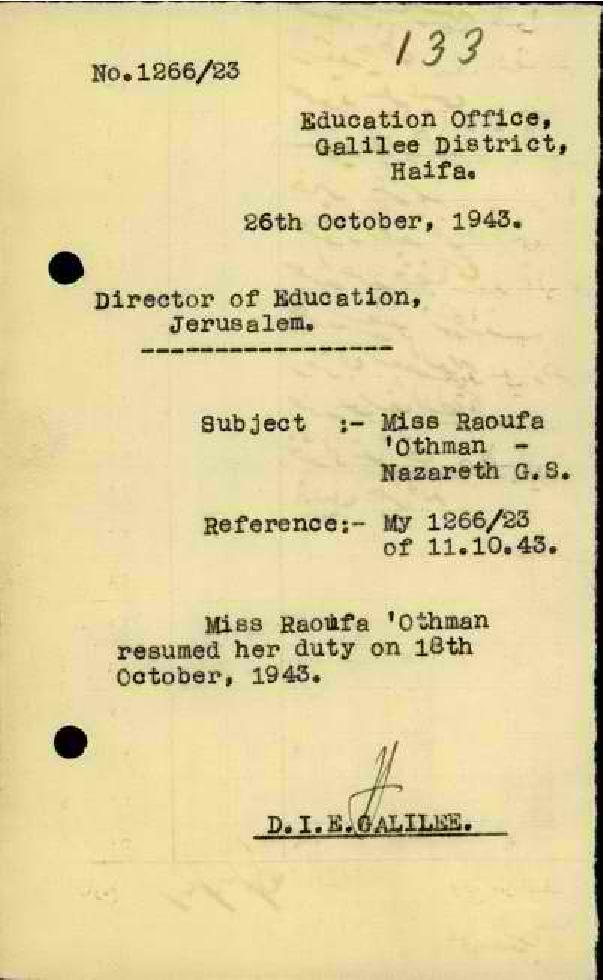 133
No.1266/23
Education Office,
Galilee District,
Haifa.
26th October, 1943.
Director of Education,
Jerusalem.
-----------------
Subject :- Miss Raoufa
'Othman -
Nazareth G.S.
Reference:- My 1266/23
of 11.10.43.
Miss Raoufa 'Othman
resumed her duty on 18th
October, 1943.
D.I.E.GALILEE.